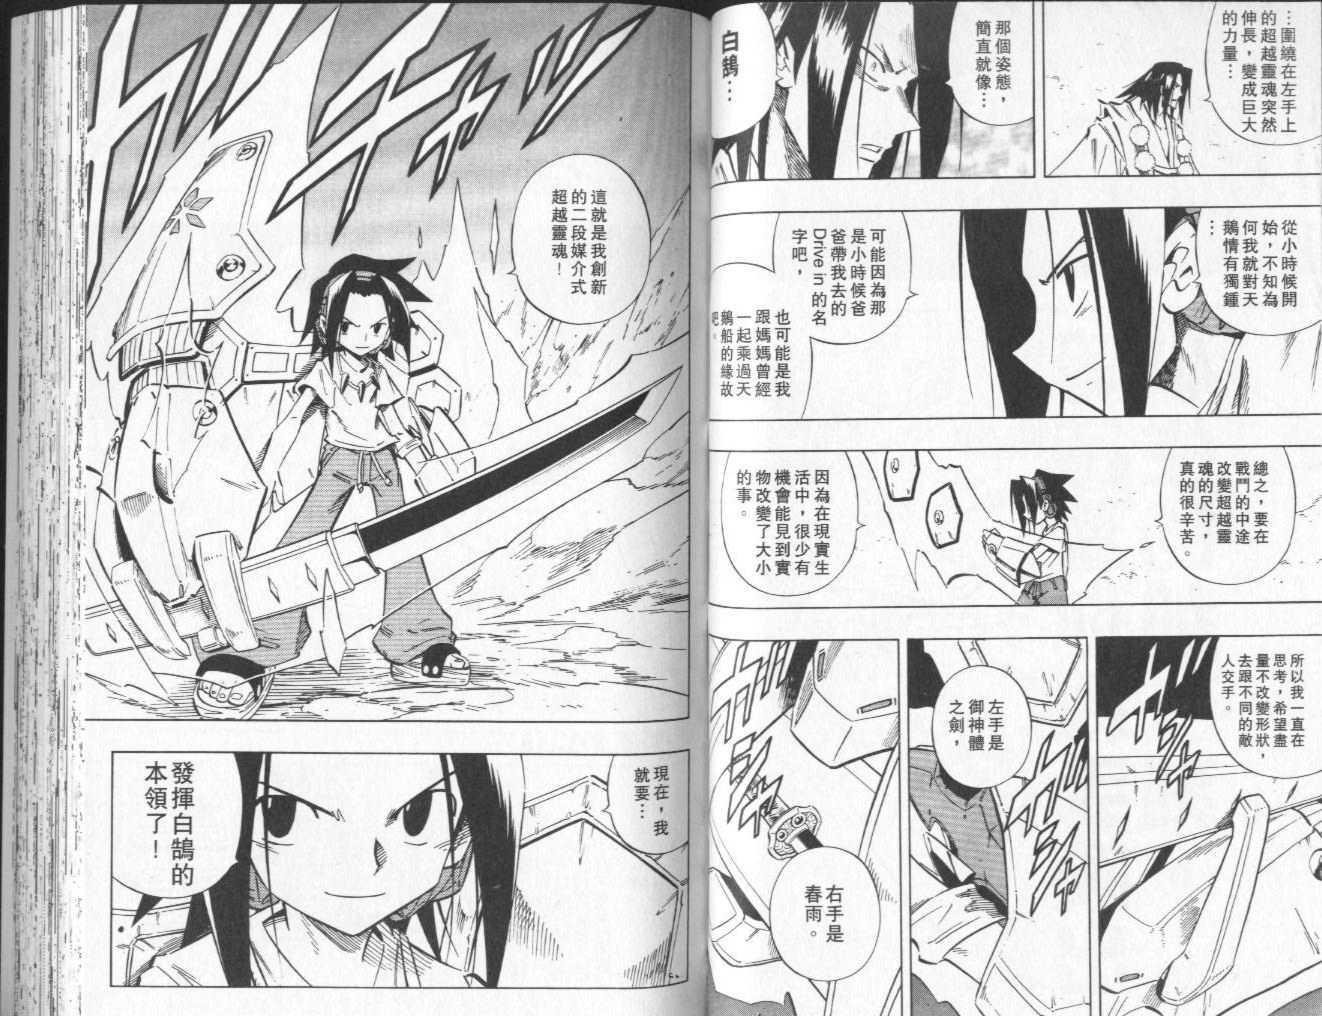 …圍繞在左手上
的超越靈魂突然
伸長，變成巨大
的力量…
那個姿態，
簡直就像…
白鵠…
從小時候開
始，不知為
何我就對天
鵝情有獨鍾
…
可能因為那
是小時候爸
爸帶我去的
Drive in 的名
字吧，
也可能是我
跟媽媽曾經
一起乘過天
鵝船的緣故
吧。
總之，要在
戰鬥的中途
改變超越靈
魂的尺寸，
真的很辛苦。
因為在現實生
活中，很少有
機會能見到實
物改變了大小
的事。
所以我一直在
思考，希望盡
量不改變形狀，
去跟不同的敵
人交手。
左手是
御神體
之劍，
右手是
春雨。
這就是我創新
的二段媒介式
超越靈魂！
現在，我
就要…
發揮白鵠的
本領了！